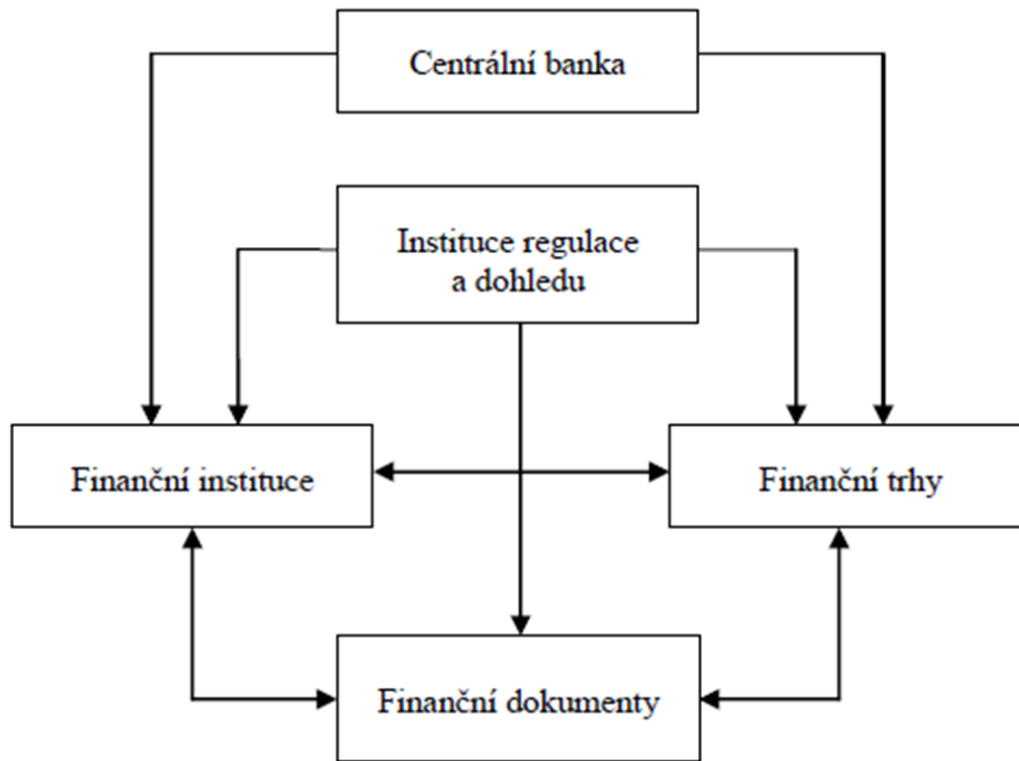 Centrální banka
Instituce regulace
a dohledu
Finanční instituce
Finanční trhy
Finanční dokumenty